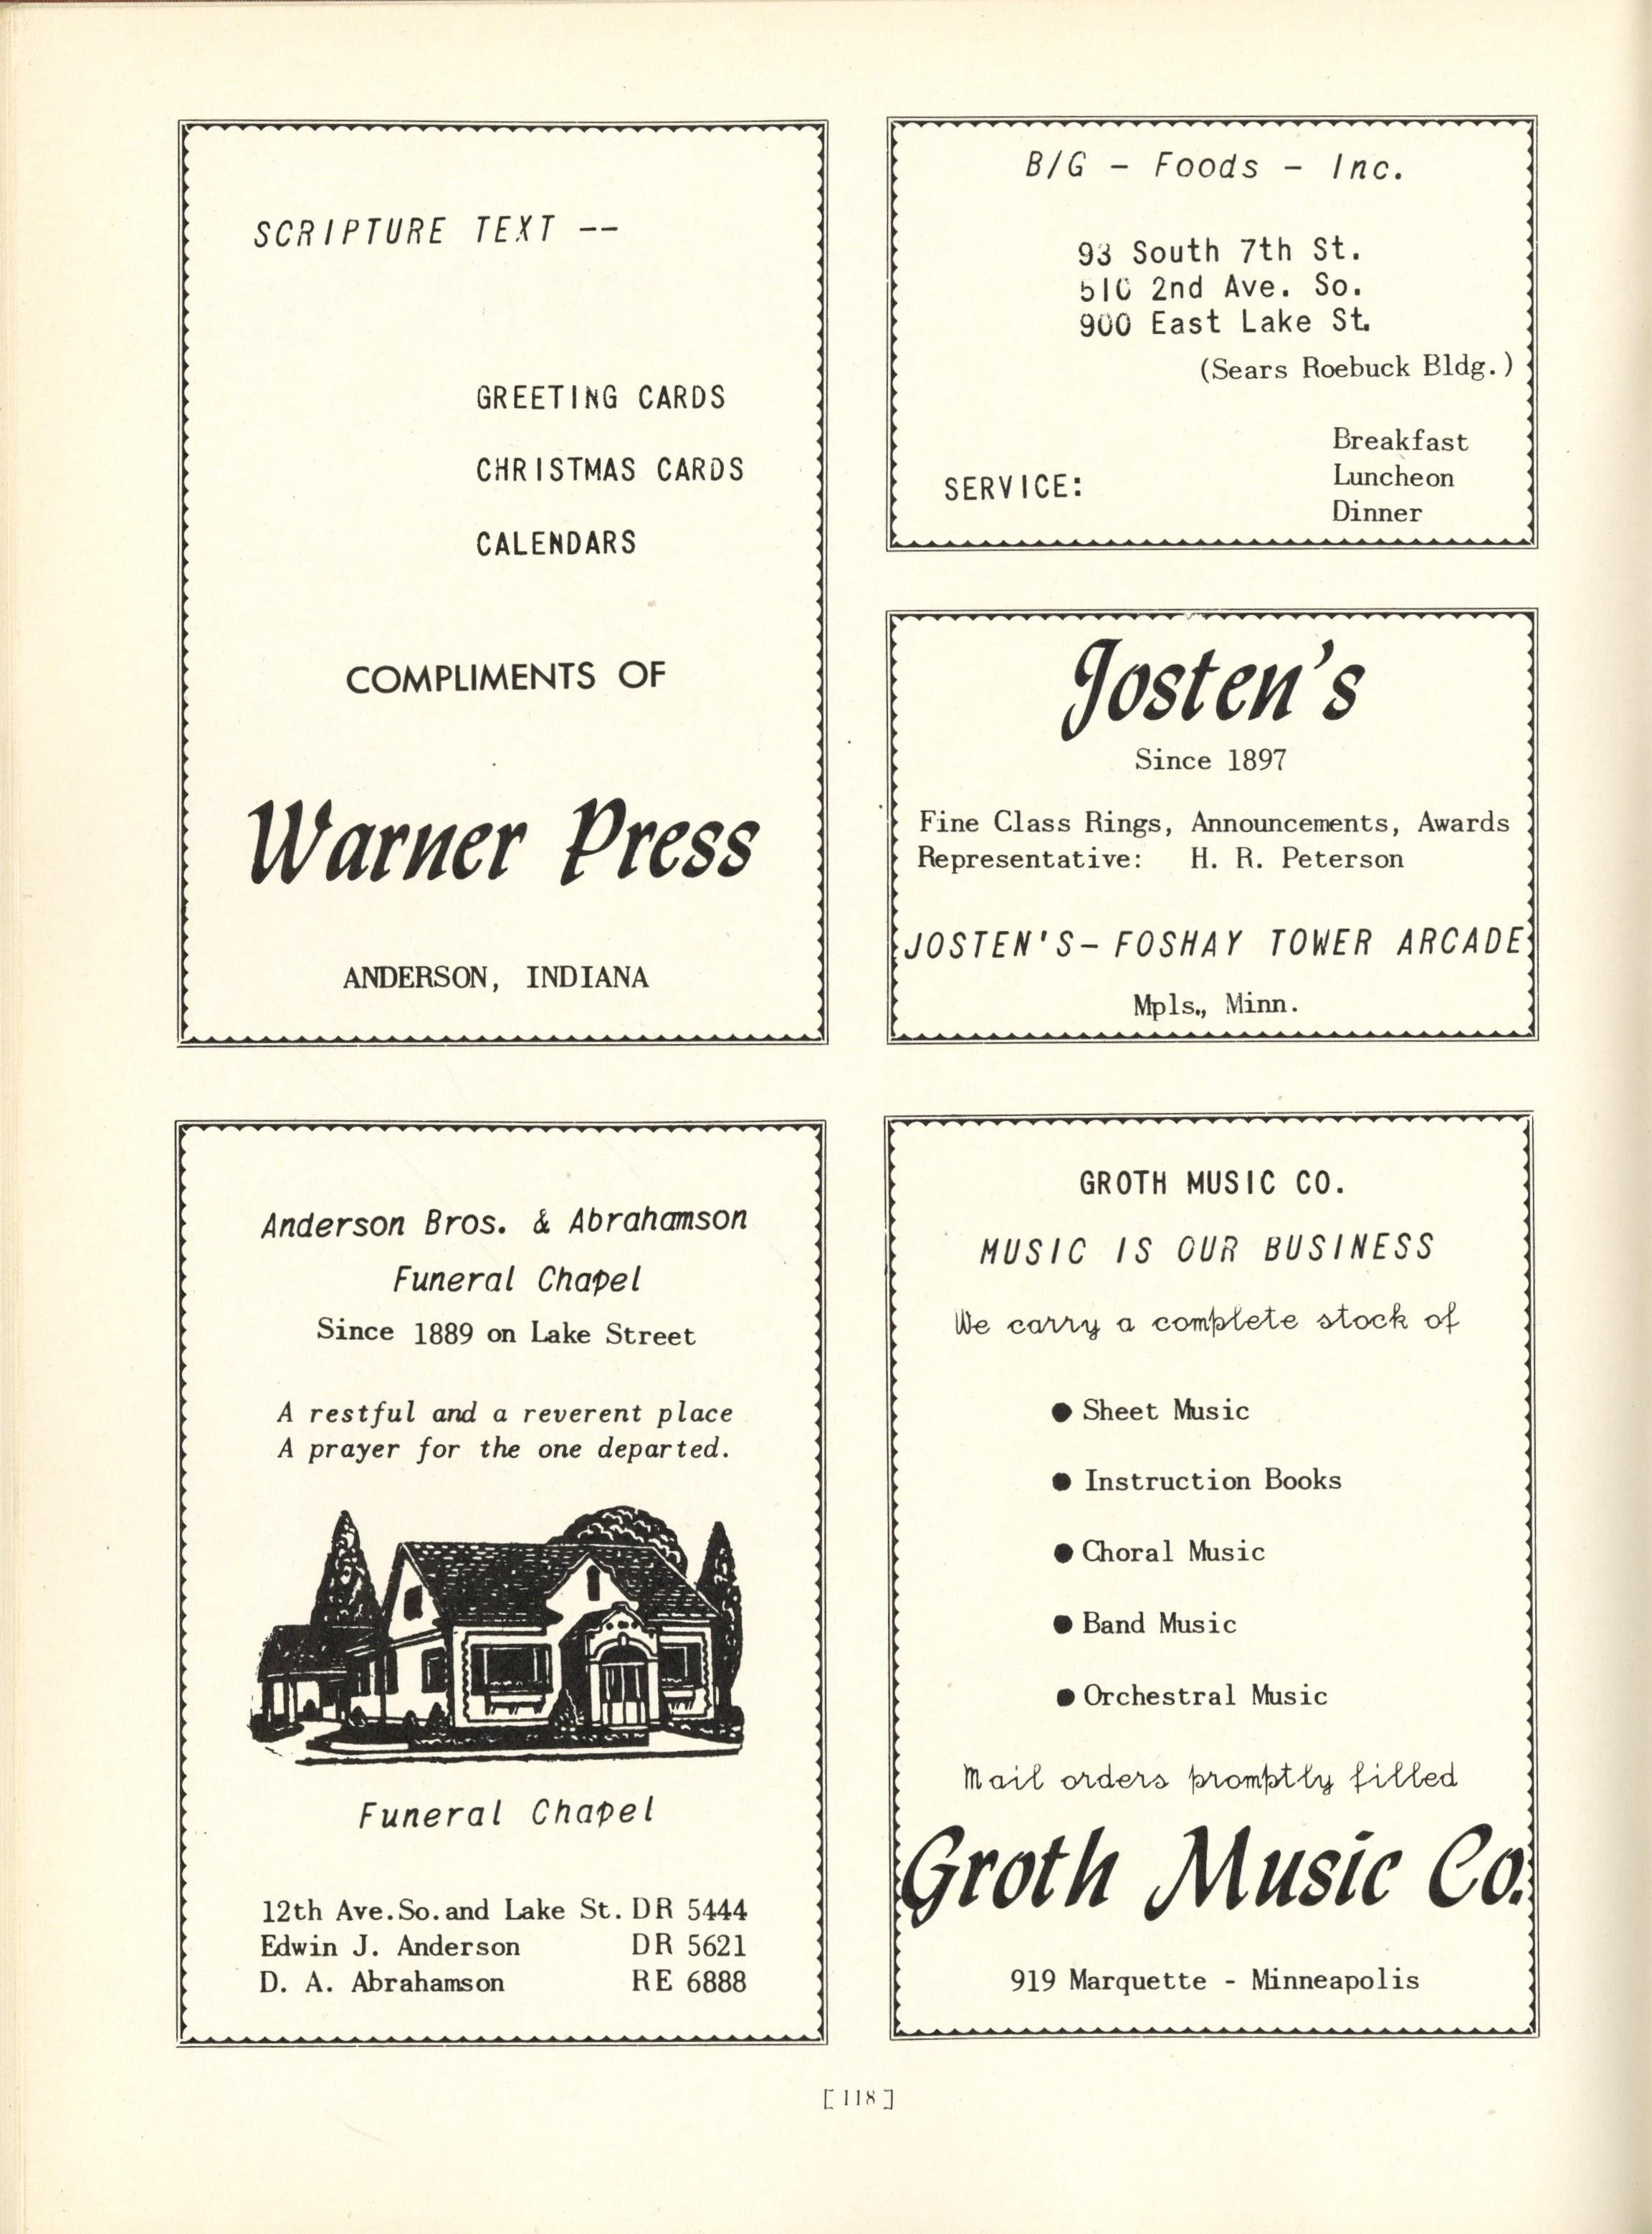 SCRIPTURE TEXT --
GREETING CARDS
CHRISTMAS CARDS
CALENDARS
COMPLIMENTS OF
Warner Press
ANDERSON, INDIANA
B/G - Foods - Inc.
93 South 7th St.
510 2nd Ave. So.
900 East Lake St.
(Sears Roebuck Bldg.)
SERVICE:
Breakfast
Luncheon
Dinner
Josten's
Since 1897
Fine Class Rings, Announcements, Awards
Representative: H. R. Peterson
JOSTEN'S- FOSHAY TOWER ARCADE
Mpls., Minn.
Anderson Bros. & Abrahamson
Funeral Chapel
Since 1889 on Lake Street
A restful and a reverent place
A prayer for the one departed.
Funeral Chapel
12th Ave.So.and Lake St. DR 5444
Edwin J. Anderson DR 5621
D. A. Abrahamson RE 6888
GROTH MUSIC CO.
MUSIC IS OUR BUSINESS
We carry a complete stock of
● Sheet Music
● Instruction Books
● Choral Music
● Band Music
● Orchestral Music
Mail orders promptly filled
Groth Music Co.
919 Marquette - Minneapolis
[118]